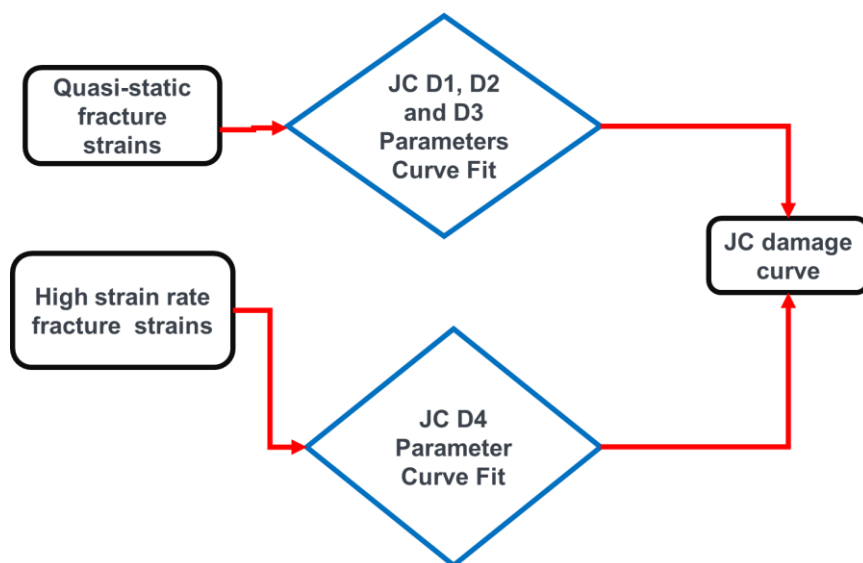 Quasi-static
fracture
strains
JC D1, D2
and D3
Parameters
Curve Fit
JC damage
curve
High strain rate
fracture strains
JC D4
Parameter
Curve Fit